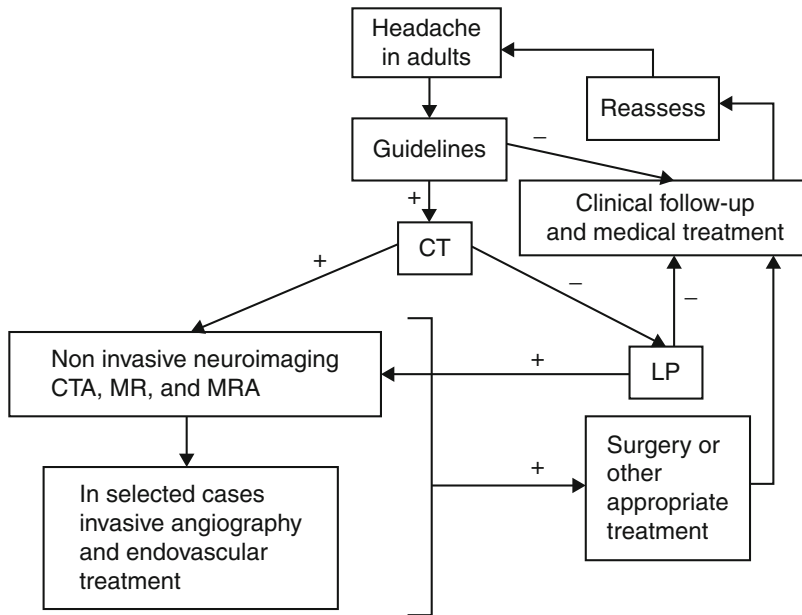 Headache
in adults
Reassess
Guidelines
–
+
Clinical follow-up
and medical treatment
CT
+
–
–
Non invasive neuroimaging
CTA, MR, and MRA
+
LP
In selected cases
invasive angiography
and endovascular
treatment
+
Surgery or
other
appropriate
treatment